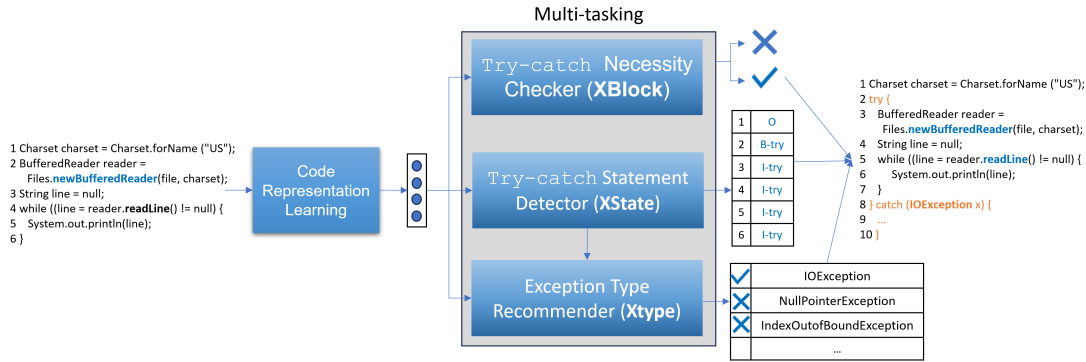 Multi-tasking
1 Charset charset = Charset.forName ("US");
2 BufferedReader reader =
Files.newBufferedReader(file, charset);
3 String line = null;
4 while ((line = reader.readLine() != null) {
5 System.out.println(line);
6 }
Code
Representation
Learning
Try-catch Necessity
Checker (XBlock)
Try-catch Statement
Detector (XState)
Exception Type
Recommender (Xtype)
1 O
2 B-try
3 I-try
4 I-try
5 I-try
6 I-try
IOException
NullPointerException
IndexOutofBoundException
...
1 Charset charset = Charset.forName ("US");
2 try {
3 BufferedReader reader =
Files.newBufferedReader(file, charset);
4 String line = null;
5 while ((line = reader.readLine() != null) {
6 System.out.println(line);
7 }
8 } catch (IOException x) {
9 ...
10 }